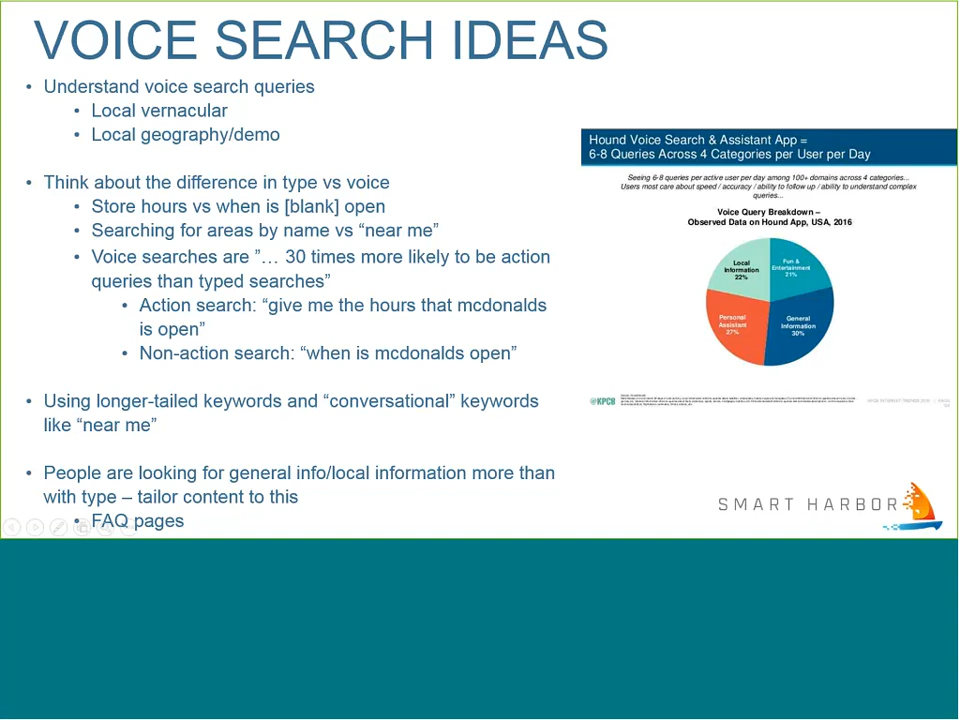 VOICE SEARCH IDEAS
• Understand voice search queries
• Local vernacular
• Local geography/demo
• Think about the difference in type vs voice
• Store hours vs when is [blank] open
• Searching for areas by name vs “near me”
• Voice searches are ”… 30 times more likely to be action
queries than typed searches”
• Action search: “give me the hours that mcdonalds
is open”
• Non-action search: “when is mcdonalds open”
• Using longer-tailed keywords and “conversational” keywords
like “near me”
• People are looking for general info/local information more than
with type – tailor content to this
• FAQ pages
Hound Voice Search & Assistant App =
6-8 Queries Across 4 Categories per User per Day
Seeing 6-8 queries per active user per day among 100+ domains across 4 categories...
Users most care about speed / accuracy / ability to follow up / ability to understand complex
queries...
Voice Query Breakdown –
Observed Data on Hound App, USA, 2016
Local
Information
22%
Fun &
Entertainment
21%
Personal
Assistant
27%
General
Information
30%
@KPCB
KPCB INTERNET TRENDS 2016
SMART HARBOR